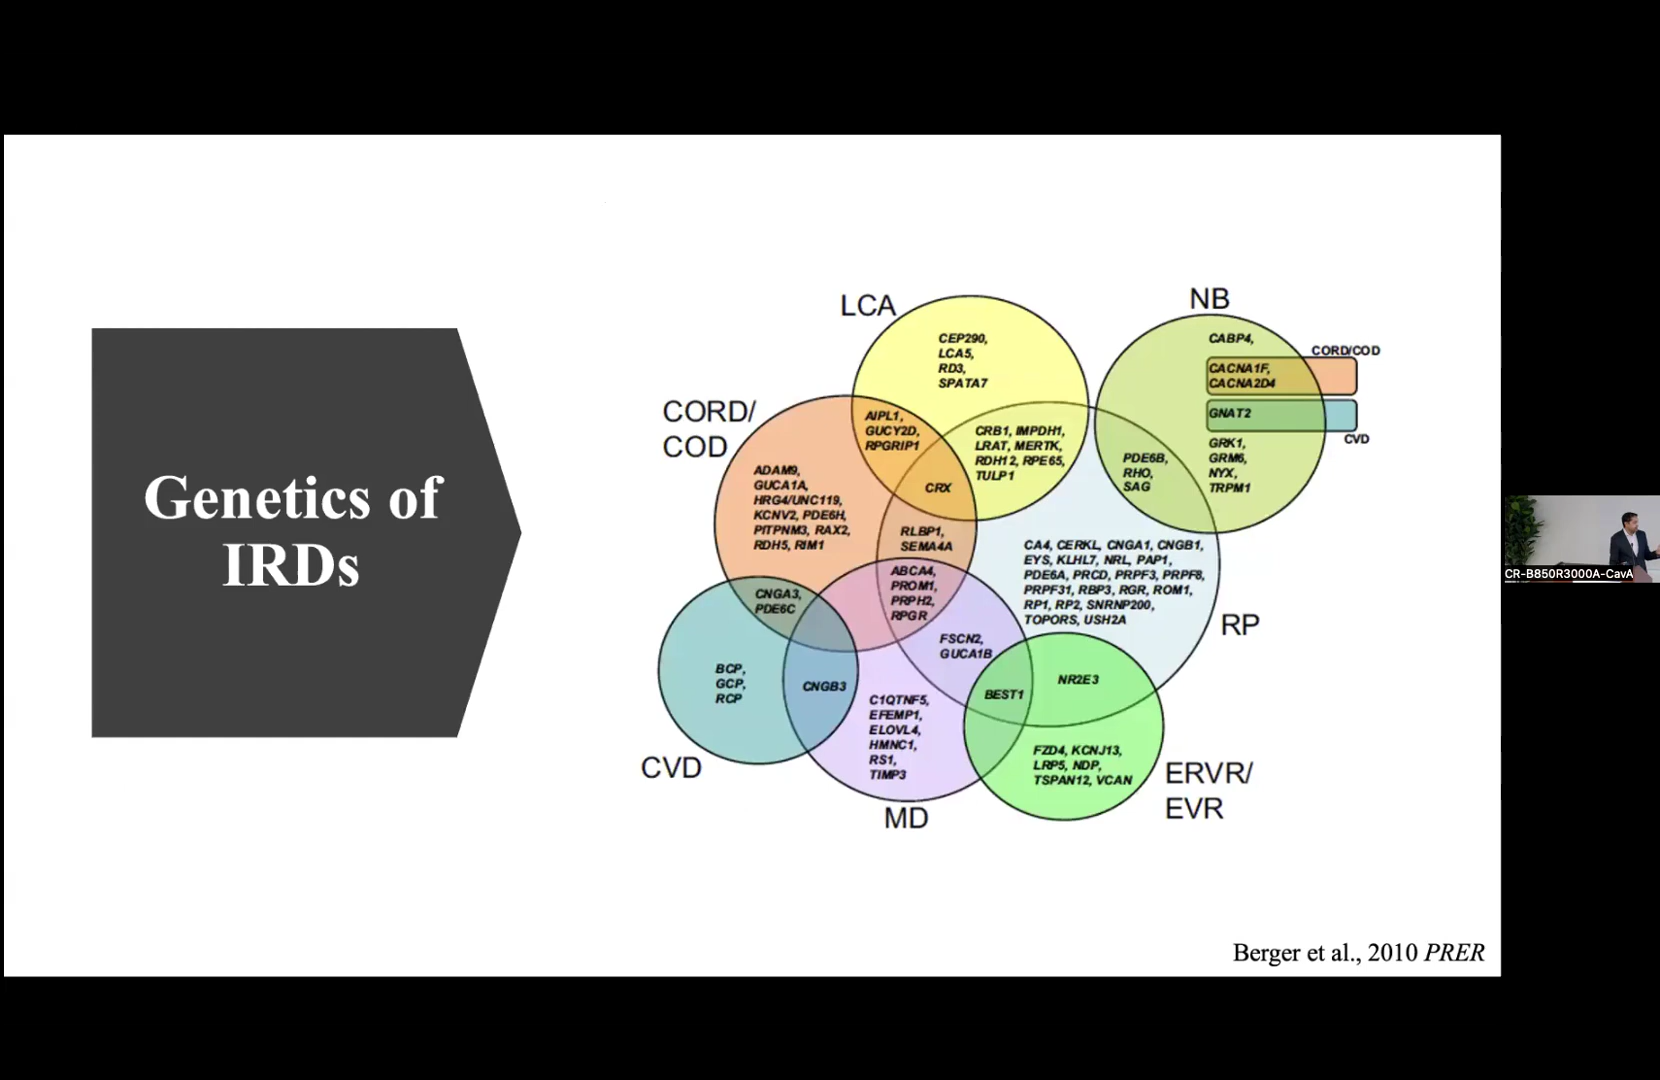 Genetics of
IRDs
LCA
CEP290,
LCA5,
RD3,
SPATA7
NB
CABP4,
CORD/COD
CACNA1F,
CACNA2D4
GNAT2
CVD
GRK1,
GRM6,
NYX,
TRPM1
CORD/
COD
AIPL1,
GUCY2D,
RPGRIP1
CRB1, IMPDH1,
LRAT, MERTK,
RDH12, RPE65,
TULP1
PDE6B,
RHO,
SAG
ADAM9,
GUCA1A,
HRG4/UNC119,
KCNV2, PDE6H,
PITPNM3, RAX2,
RDH5, RIM1
CRX
RLBP1,
SEMA4A
CA4, CERKL, CNGA1, CNGB1,
EYS, KLHL7, NRL, PAP1,
PDE6A, PRCD, PRPF3, PRPF8,
PRPF31, RBP3, RGR, ROM1,
RP1, RP2, SNRNP200,
TOPORS, USH2A
RP
ABCA4,
PROM1,
PRPH2,
RPGR
CNGA3,
PDE6C
FSCN2,
GUCA1B
BCP,
GCP,
RCP
CNGB3
BEST1
NR2E3
C1QTNF5,
EFEMP1,
ELOVL4,
HMNC1,
RS1,
TIMP3
FZD4, KCNJ13,
LRP5, NDP,
TSPAN12, VCAN
CVD
MD
ERVR/
EVR
Berger et al., 2010 PRER
CR-B850R3000A-CavA